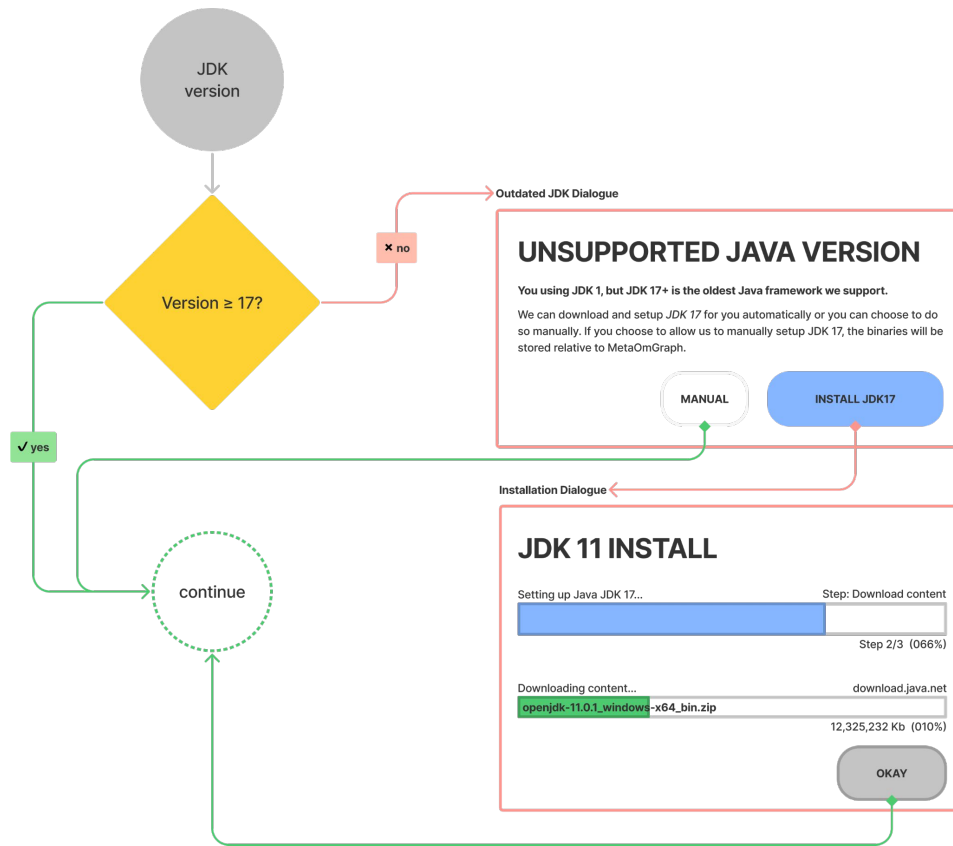 JDK
version
Version ≥ 17?
✖ no
✔ yes
continue
Outdated JDK Dialogue
UNSUPPORTED JAVA VERSION
You using JDK 1, but JDK 17+ is the oldest Java framework we support.
We can download and setup JDK 17 for you automatically or you can choose to do
so manually. If you choose to allow us to manually setup JDK 17, the binaries will be
stored relative to MetaOmGraph.
MANUAL
INSTALL JDK17
Installation Dialogue
JDK 11 INSTALL
Setting up Java JDK 17... Step: Download content
Step 2/3 (066%)
Downloading content... download.java.net
openjdk-11.0.1_windows-x64_bin.zip
12,325,232 Kb (010%)
OKAY